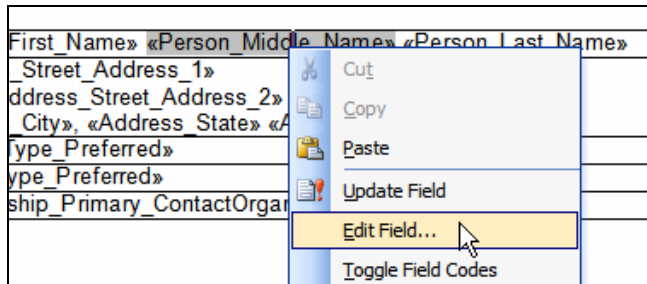 First_Name» «Person_Middle_Name» «Person_Last_Name»
_Street_Address_1»
ddress_Street_Address_2»
_City», «Address_State» «A
Type_Preferred»
ype_Preferred»
ship_Primary_ContactOrgar
Cut
Copy
Paste
Update Field
Edit Field...
Toggle Field Codes